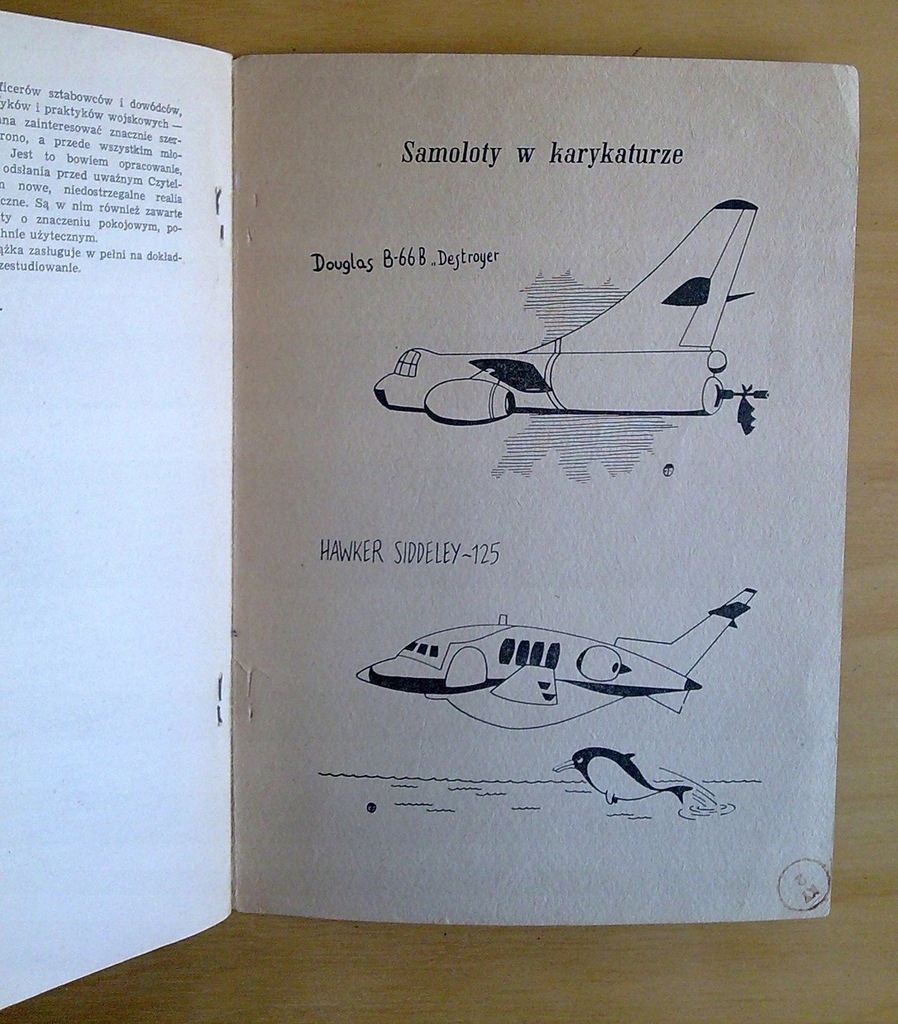 ficerów sztabowców i dowódców,
yków i praktyków wojskowych —
na zainteresować znacznie szer-
rono, a przede wszystkim mło-
Jest to bowiem opracowanie,
odsłania przed uważnym Czytel-
m nowe, niedostrzegalne realia
czne. Są w nim również zawarte
ty o znaczeniu pokojowym, po-
hnie użytecznym.
ążka zasługuje w pełni na dokład-
zestudiowanie.
Samoloty w karykaturze
Douglas B-66B „Destroyer
HAWKER SIDDELEY-125